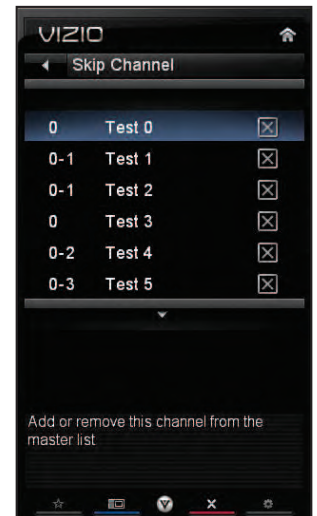 VIZIO
Skip Channel
0 Test 0
0-1 Test 1
0-1 Test 2
0 Test 3
0-2 Test 4
0-3 Test 5
Add or remove this channel from the
master list